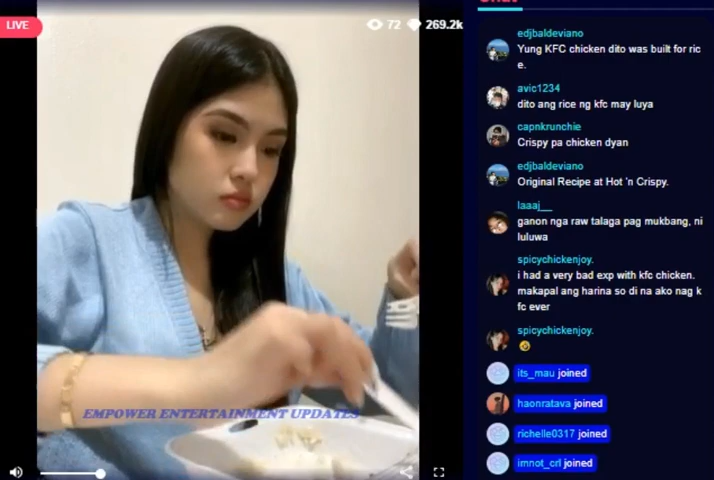 LIVE
72
269.2k
Chat
edjbaldeviano
Yung KFC chicken dito was built for ric
e.
avic1234
dito ang rice ng kfc may luya
capnkrunchie
Crispy pa chicken dyan
edjbaldeviano
Original Recipe at Hot 'n Crispy.
laaaj__
ganon nga raw talaga pag mukbang, ni
luluwa
spicychickenjoy.
i had a very bad exp with kfc chicken.
makapal ang harina so di na ako nag k
fc ever
spicychickenjoy.
🤣
its_mau joined
haonratava joined
richelle0317 joined
imnot_crl joined
EMPOWER ENTERTAINMENT UPDATES